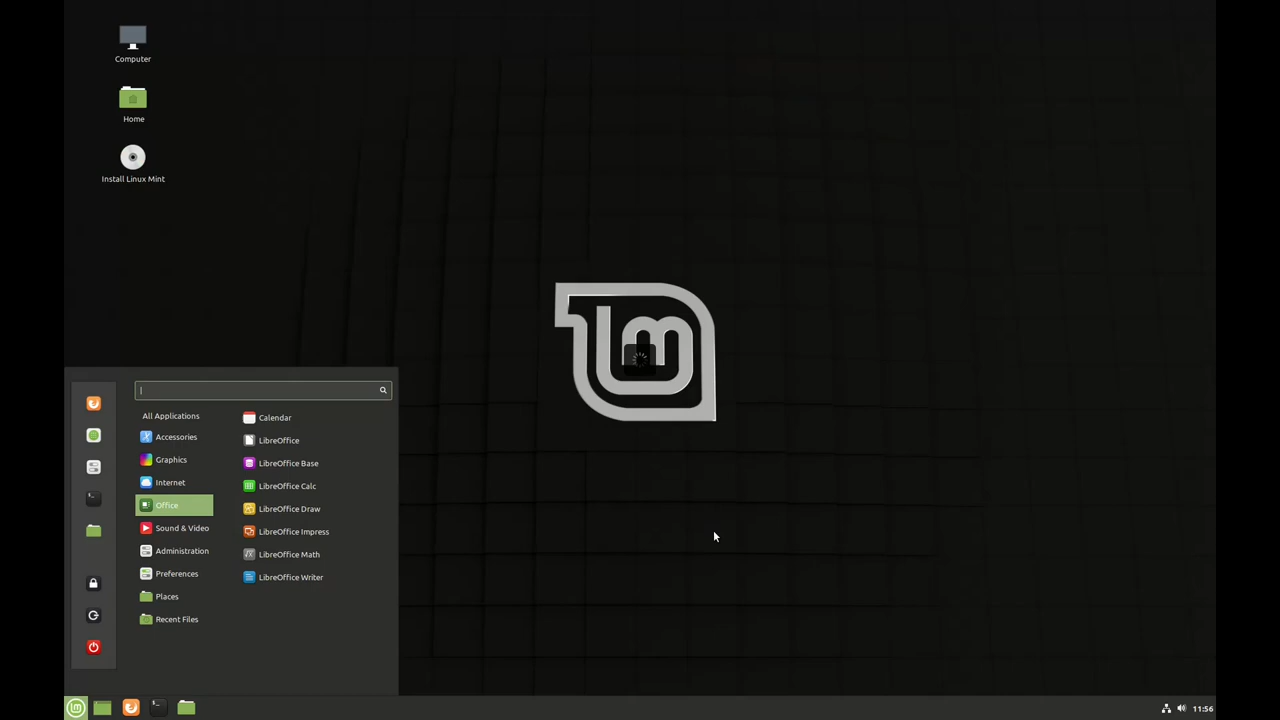 Computer
Home
Install Linux Mint
lm
All Applications
Accessories
Graphics
Internet
Office
Sound & Video
Administration
Preferences
Places
Recent Files
Calendar
LibreOffice
LibreOffice Base
LibreOffice Calc
LibreOffice Draw
LibreOffice Impress
LibreOffice Math
LibreOffice Writer
11:56